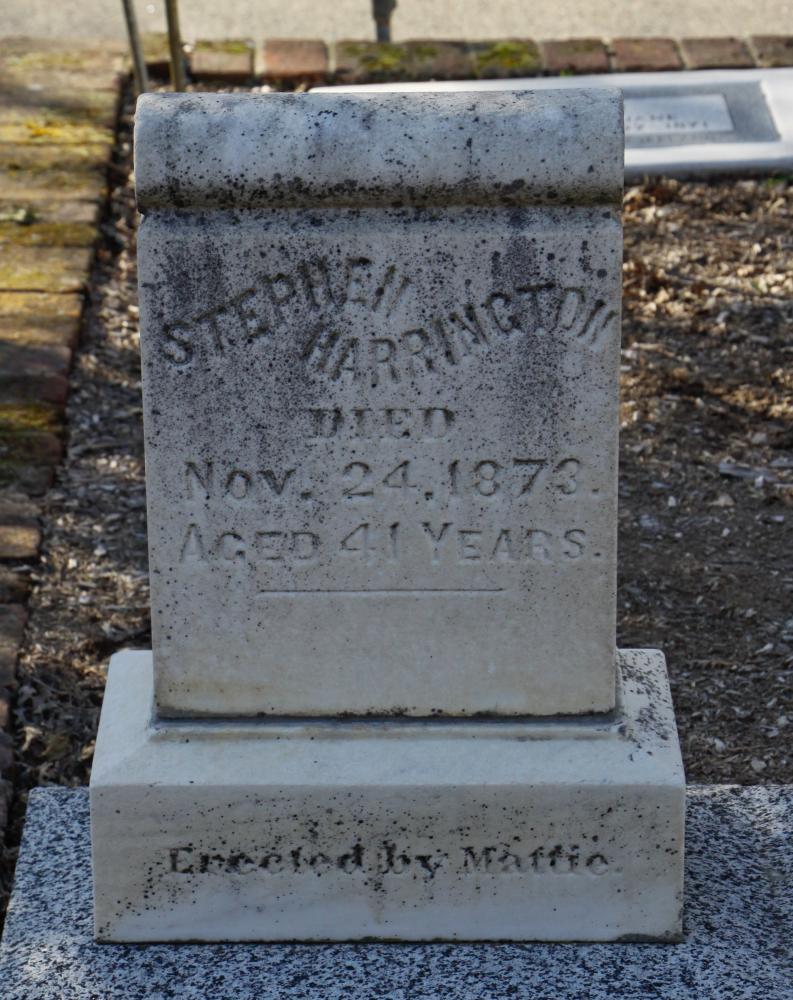 STEPHEN
HARRINGTON
DIED
Nov. 24, 1873.
AGED 41 YEARS.
Erected by Mattie.